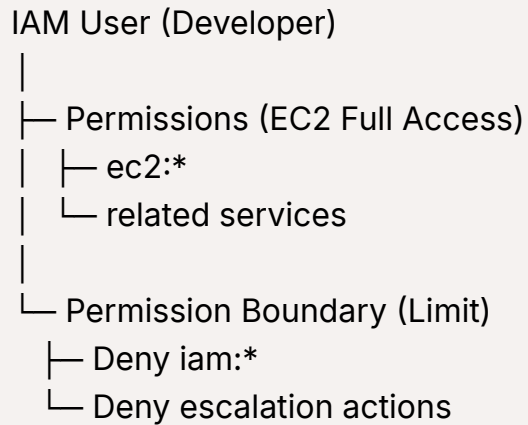 IAM User (Developer)
│
├─ Permissions (EC2 Full Access)
│   ├─ ec2:*
│   └─ related services
│
└─ Permission Boundary (Limit)
    ├─ Deny iam:*
    └─ Deny escalation actions